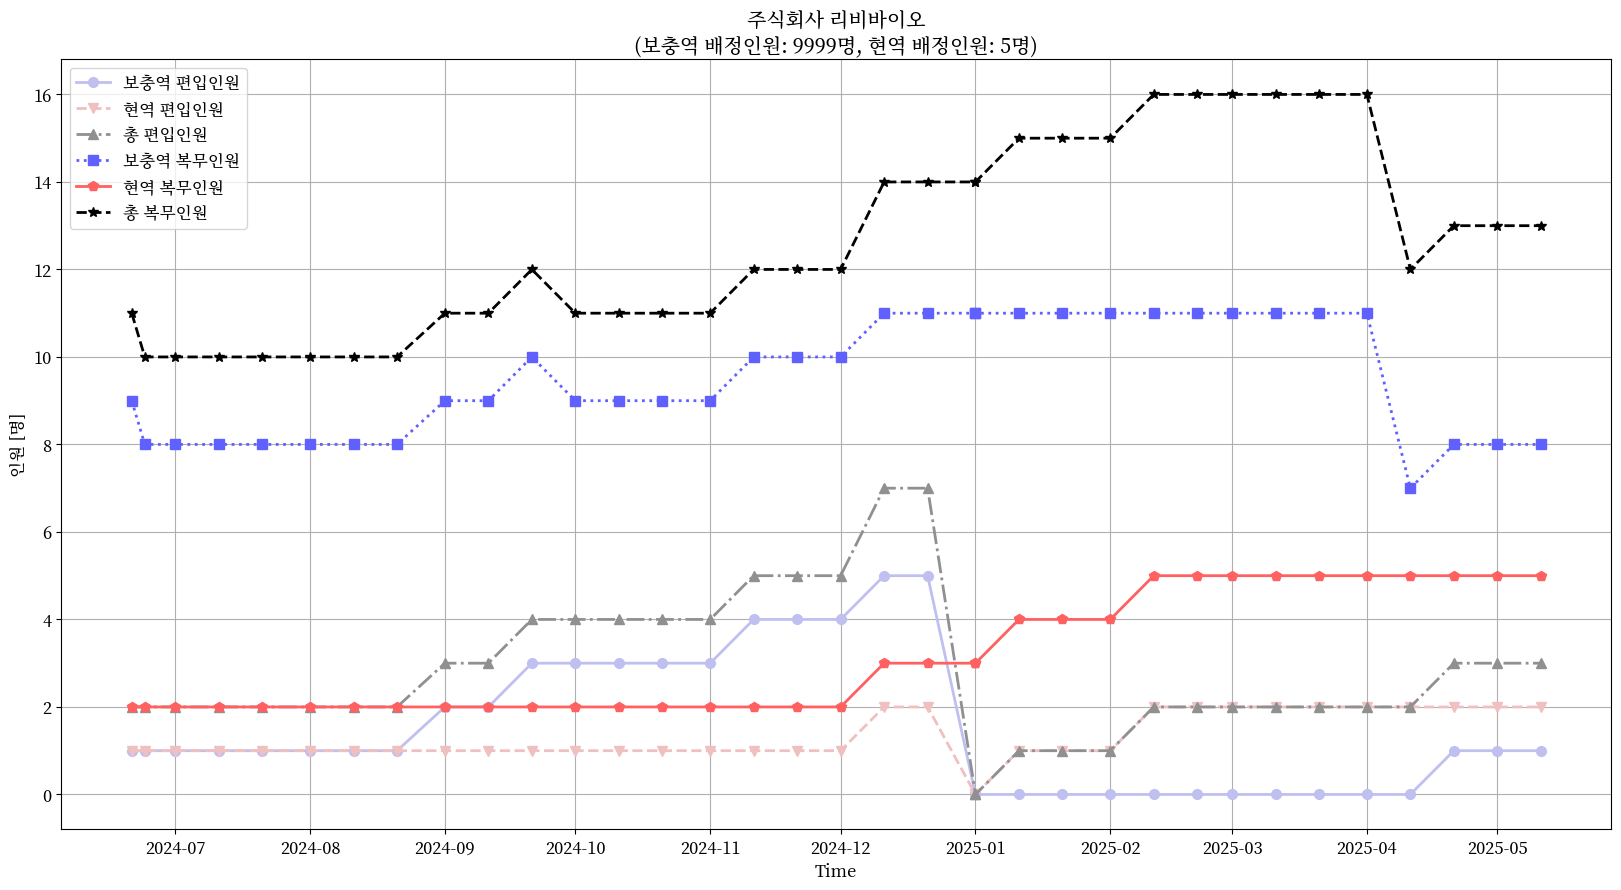 주식회사 리비바이오
(보충역 배정인원: 9999명, 현역 배정인원: 5명)
보충역 편입인원
현역 편입인원
총 편입인원
보충역 복무인원
현역 복무인원
총 복무인원
인원 [명]
16
14
12
10
8
6
4
2
0
2024-07
2024-08
2024-09
2024-10
2024-11
2024-12
2025-01
2025-02
2025-03
2025-04
2025-05
Time